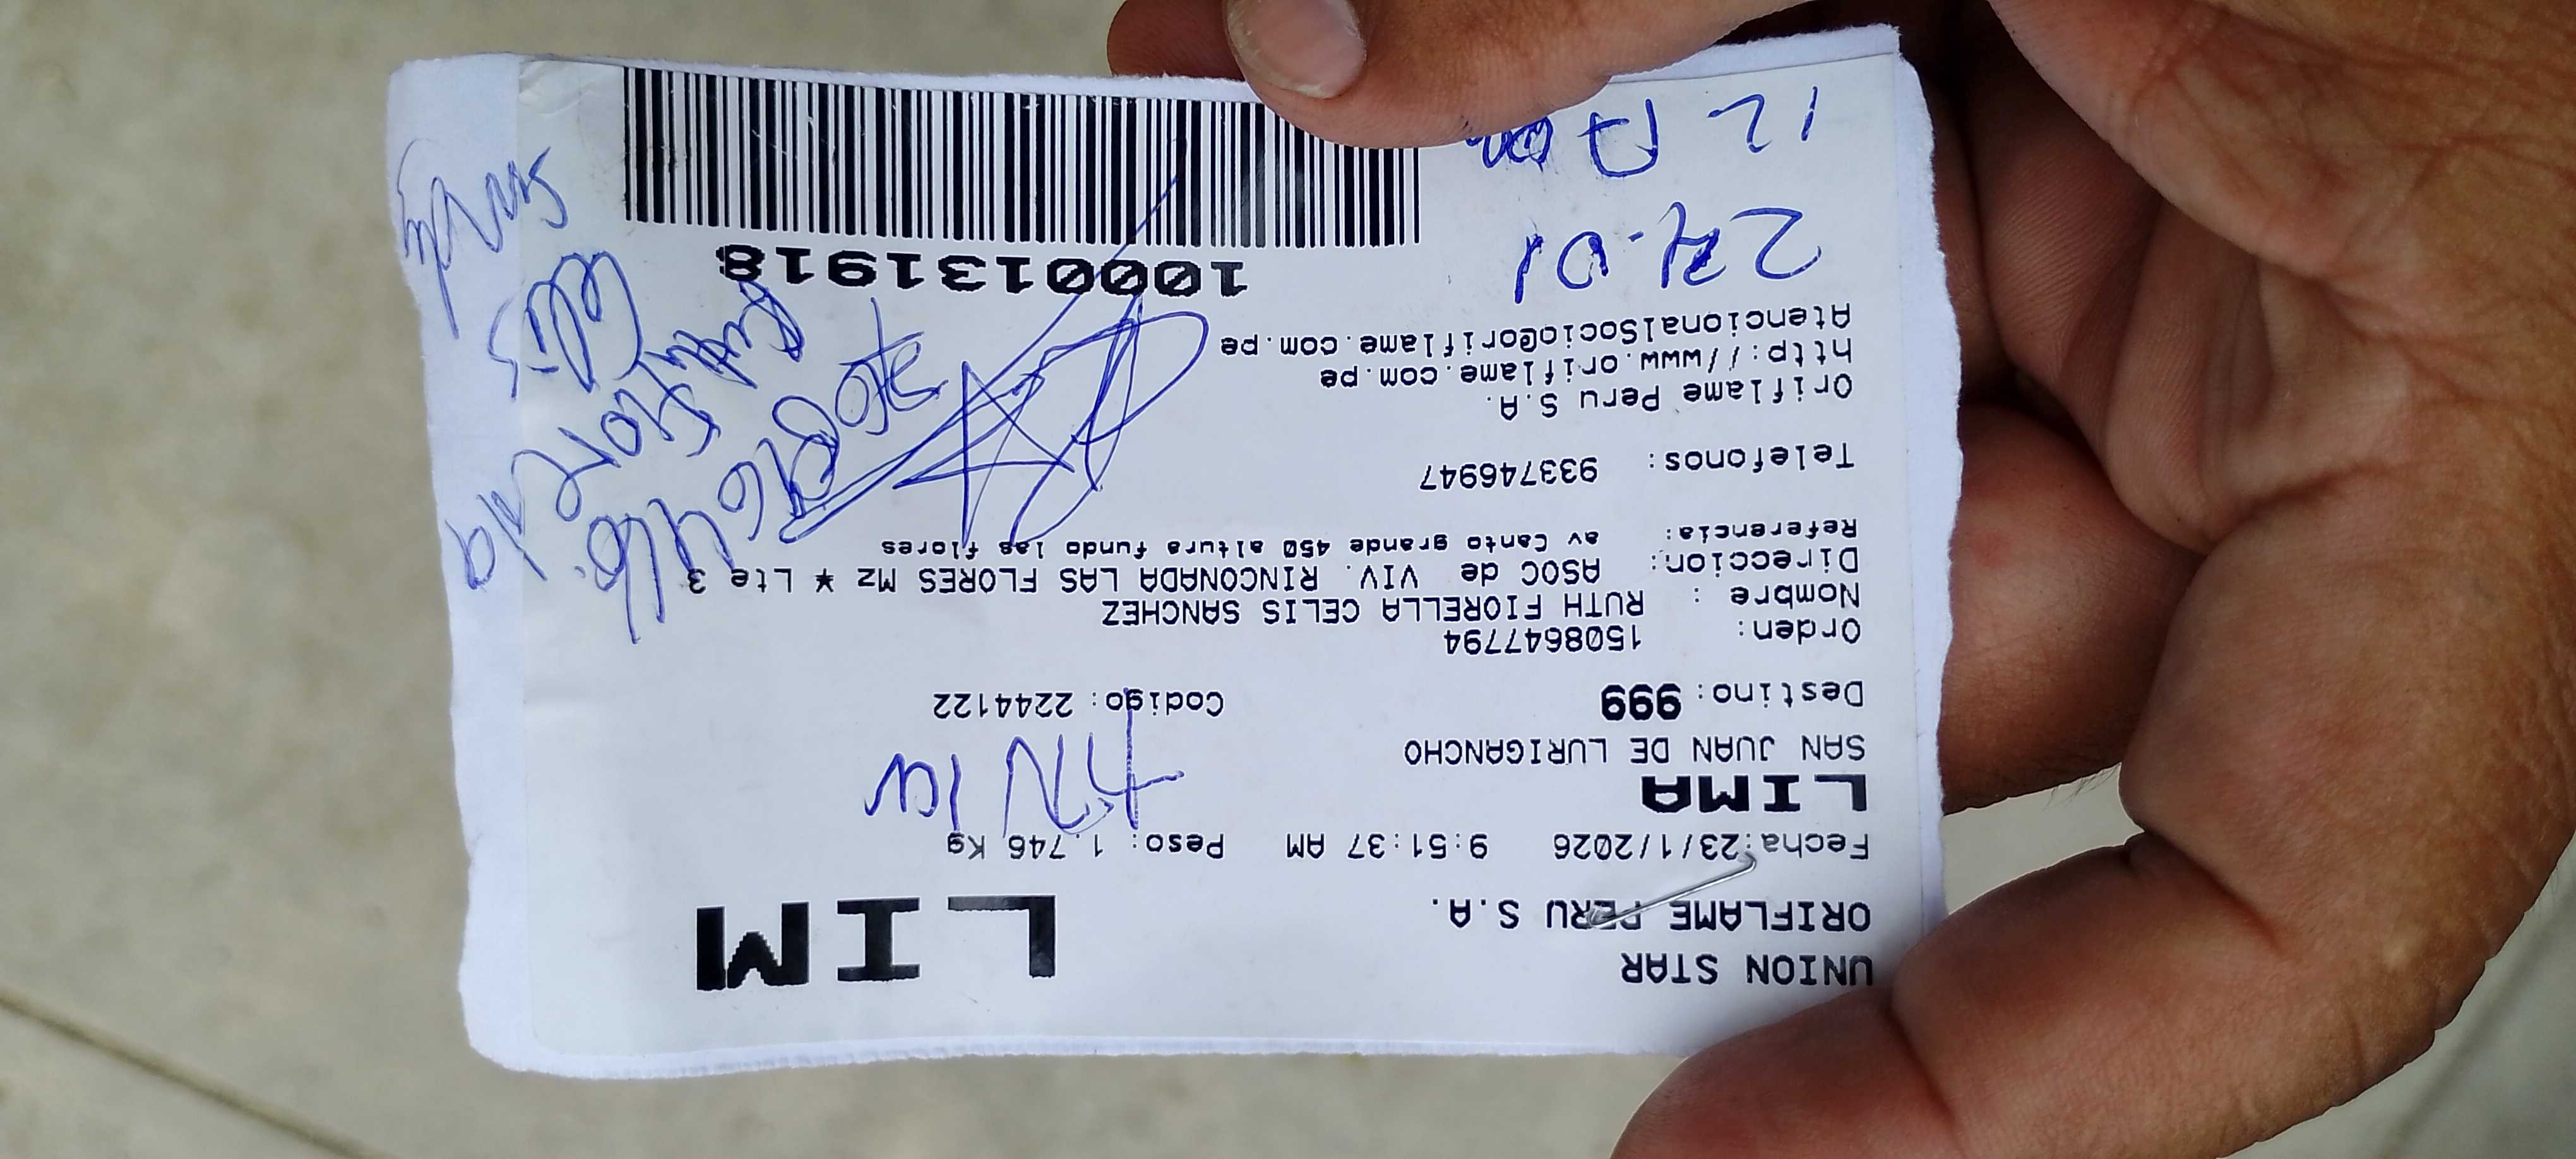 UNION STAR
ORIFLAME PERU S.A.
LIM
Fecha:23/1/2026 9:51:37 AM Peso: 1.746 Kg
LIMA
SAN JUAN DE LURIGANCHO
Destino: 999 Codigo: 2244122
Orden: 1508647794
Nombre : RUTH FIORELLA CELIS SANCHEZ
Direccion: ASOC de VIV. RINCONADA LAS FLORES Mz * Lte 3
Referencia: av Canto grande 450 altura fundo las flores
Telefonos: 933746947
Oriflame Peru S.A.
http://www.oriflame.com.pe
AtencionalSocio@oriflame.com.pe
1000131918
Ruth
Celis